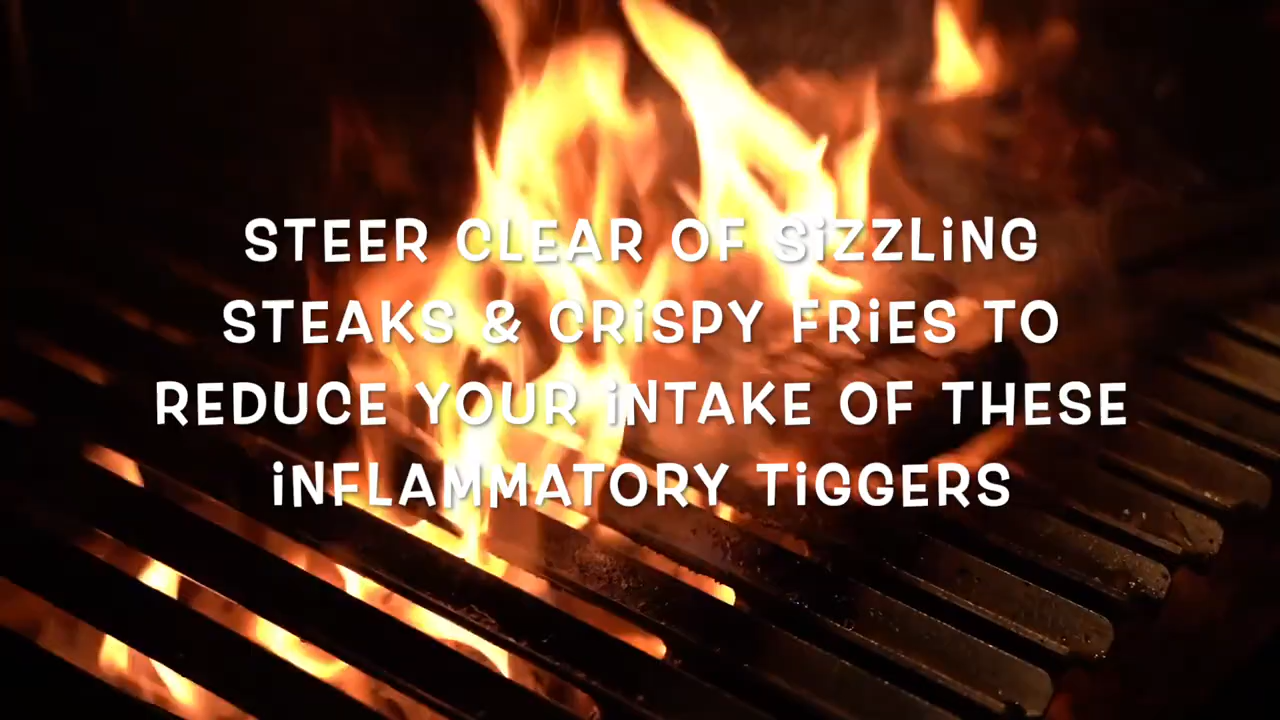 STEER CLEAR OF SiZZLiNG
STEAKS & CRiSPY FRiES TO
REDUCE YOUR iNTAKE OF THESE
iNFLAMMATORY TiGGERS